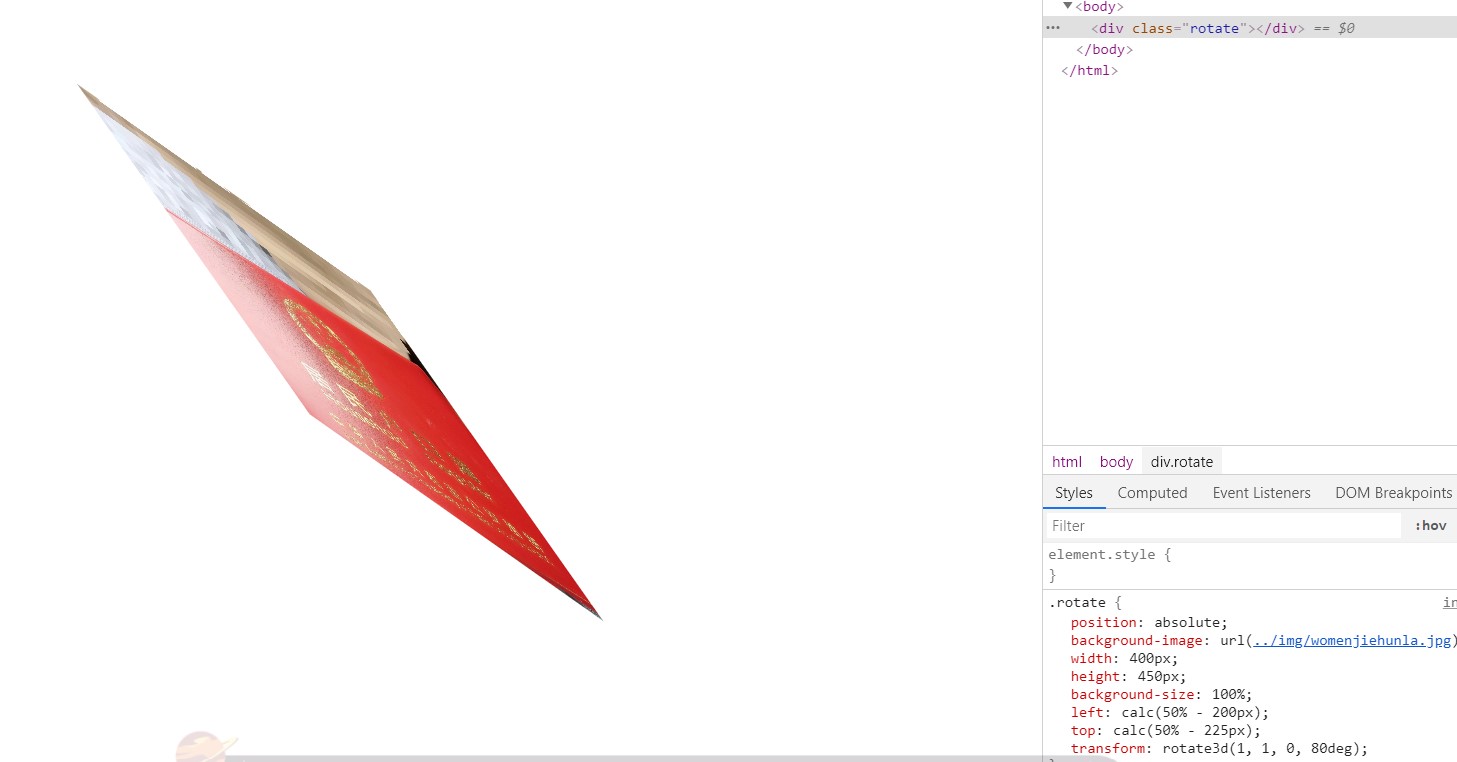 ▼<body>
··· <div class="rotate"></div> == $0
</body>
</html>
html body div.rotate
Styles Computed Event Listeners DOM Breakpoints
Filter :hov
element.style {
}
.rotate { in
position: absolute;
background-image: url(../img/womenjiehunla.jpg)
width: 400px;
height: 450px;
background-size: 100%;
left: calc(50% - 200px);
top: calc(50% - 225px);
transform: rotate3d(1, 1, 0, 80deg);